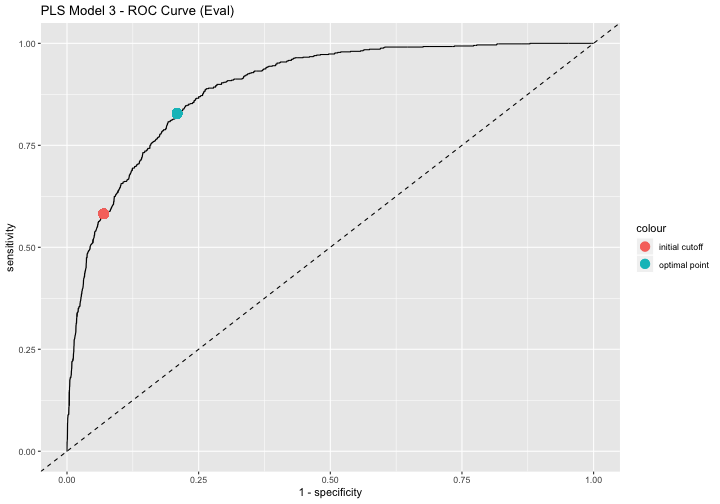 PLS Model 3 - ROC Curve (Eval)
1.00
0.75
0.50
0.25
0.00
sensitivity
0.00 0.25 0.50 0.75 1.00
1 - specificity
colour
initial cutoff
optimal point